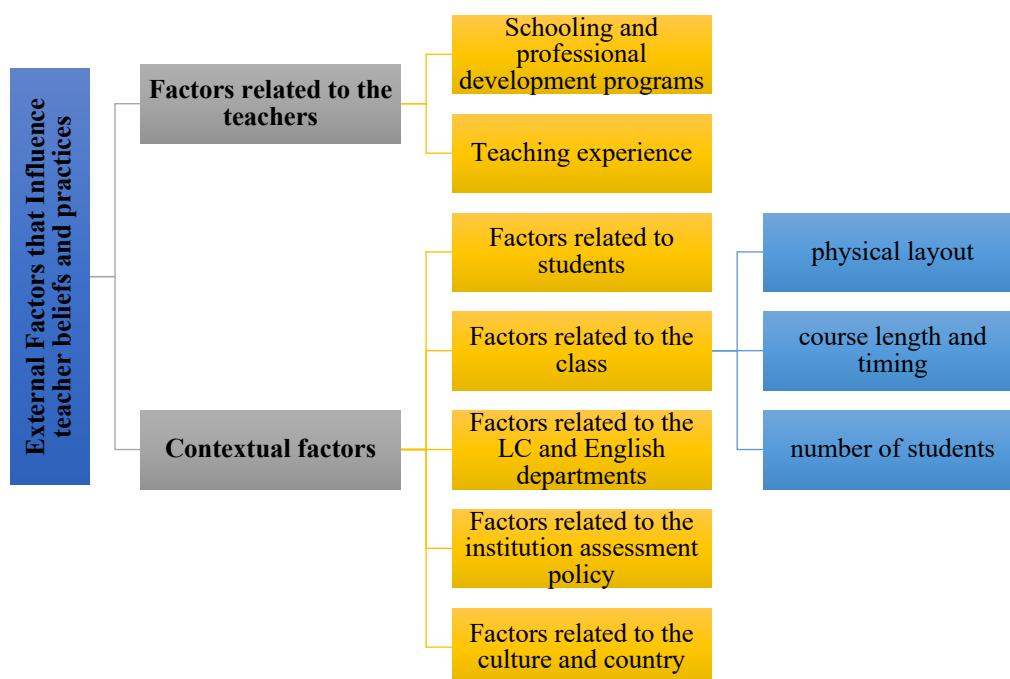 External Factors that Influence
teacher beliefs and practices
Factors related to the
teachers
Schooling and
professional
development programs
Teaching experience
Contextual factors
Factors related to
students
Factors related to the
class
physical layout
course length and
timing
number of students
Factors related to the
LC and English
departments
Factors related to the
institution assessment
policy
Factors related to the
culture and country